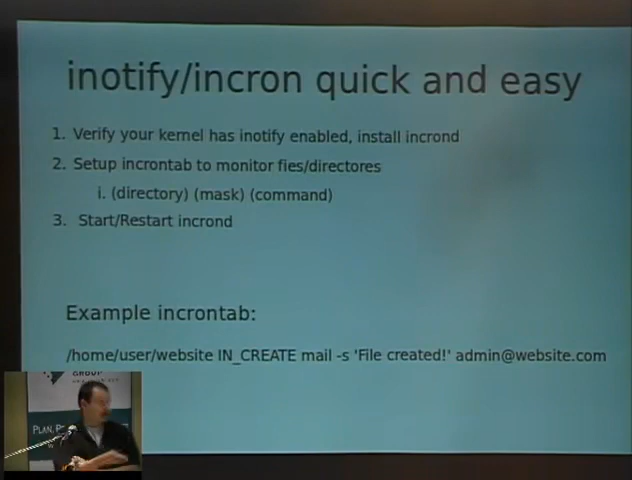 inotify/incron quick and easy
1. Verify your kernel has inotify enabled, install incrond
2. Setup incrontab to monitor fies/directores
i. (directory) (mask) (command)
3. Start/Restart incrond
Example incrontab:
/home/user/website IN_CREATE mail -s 'File created!' admin@website.com
GROUP
PLAN,